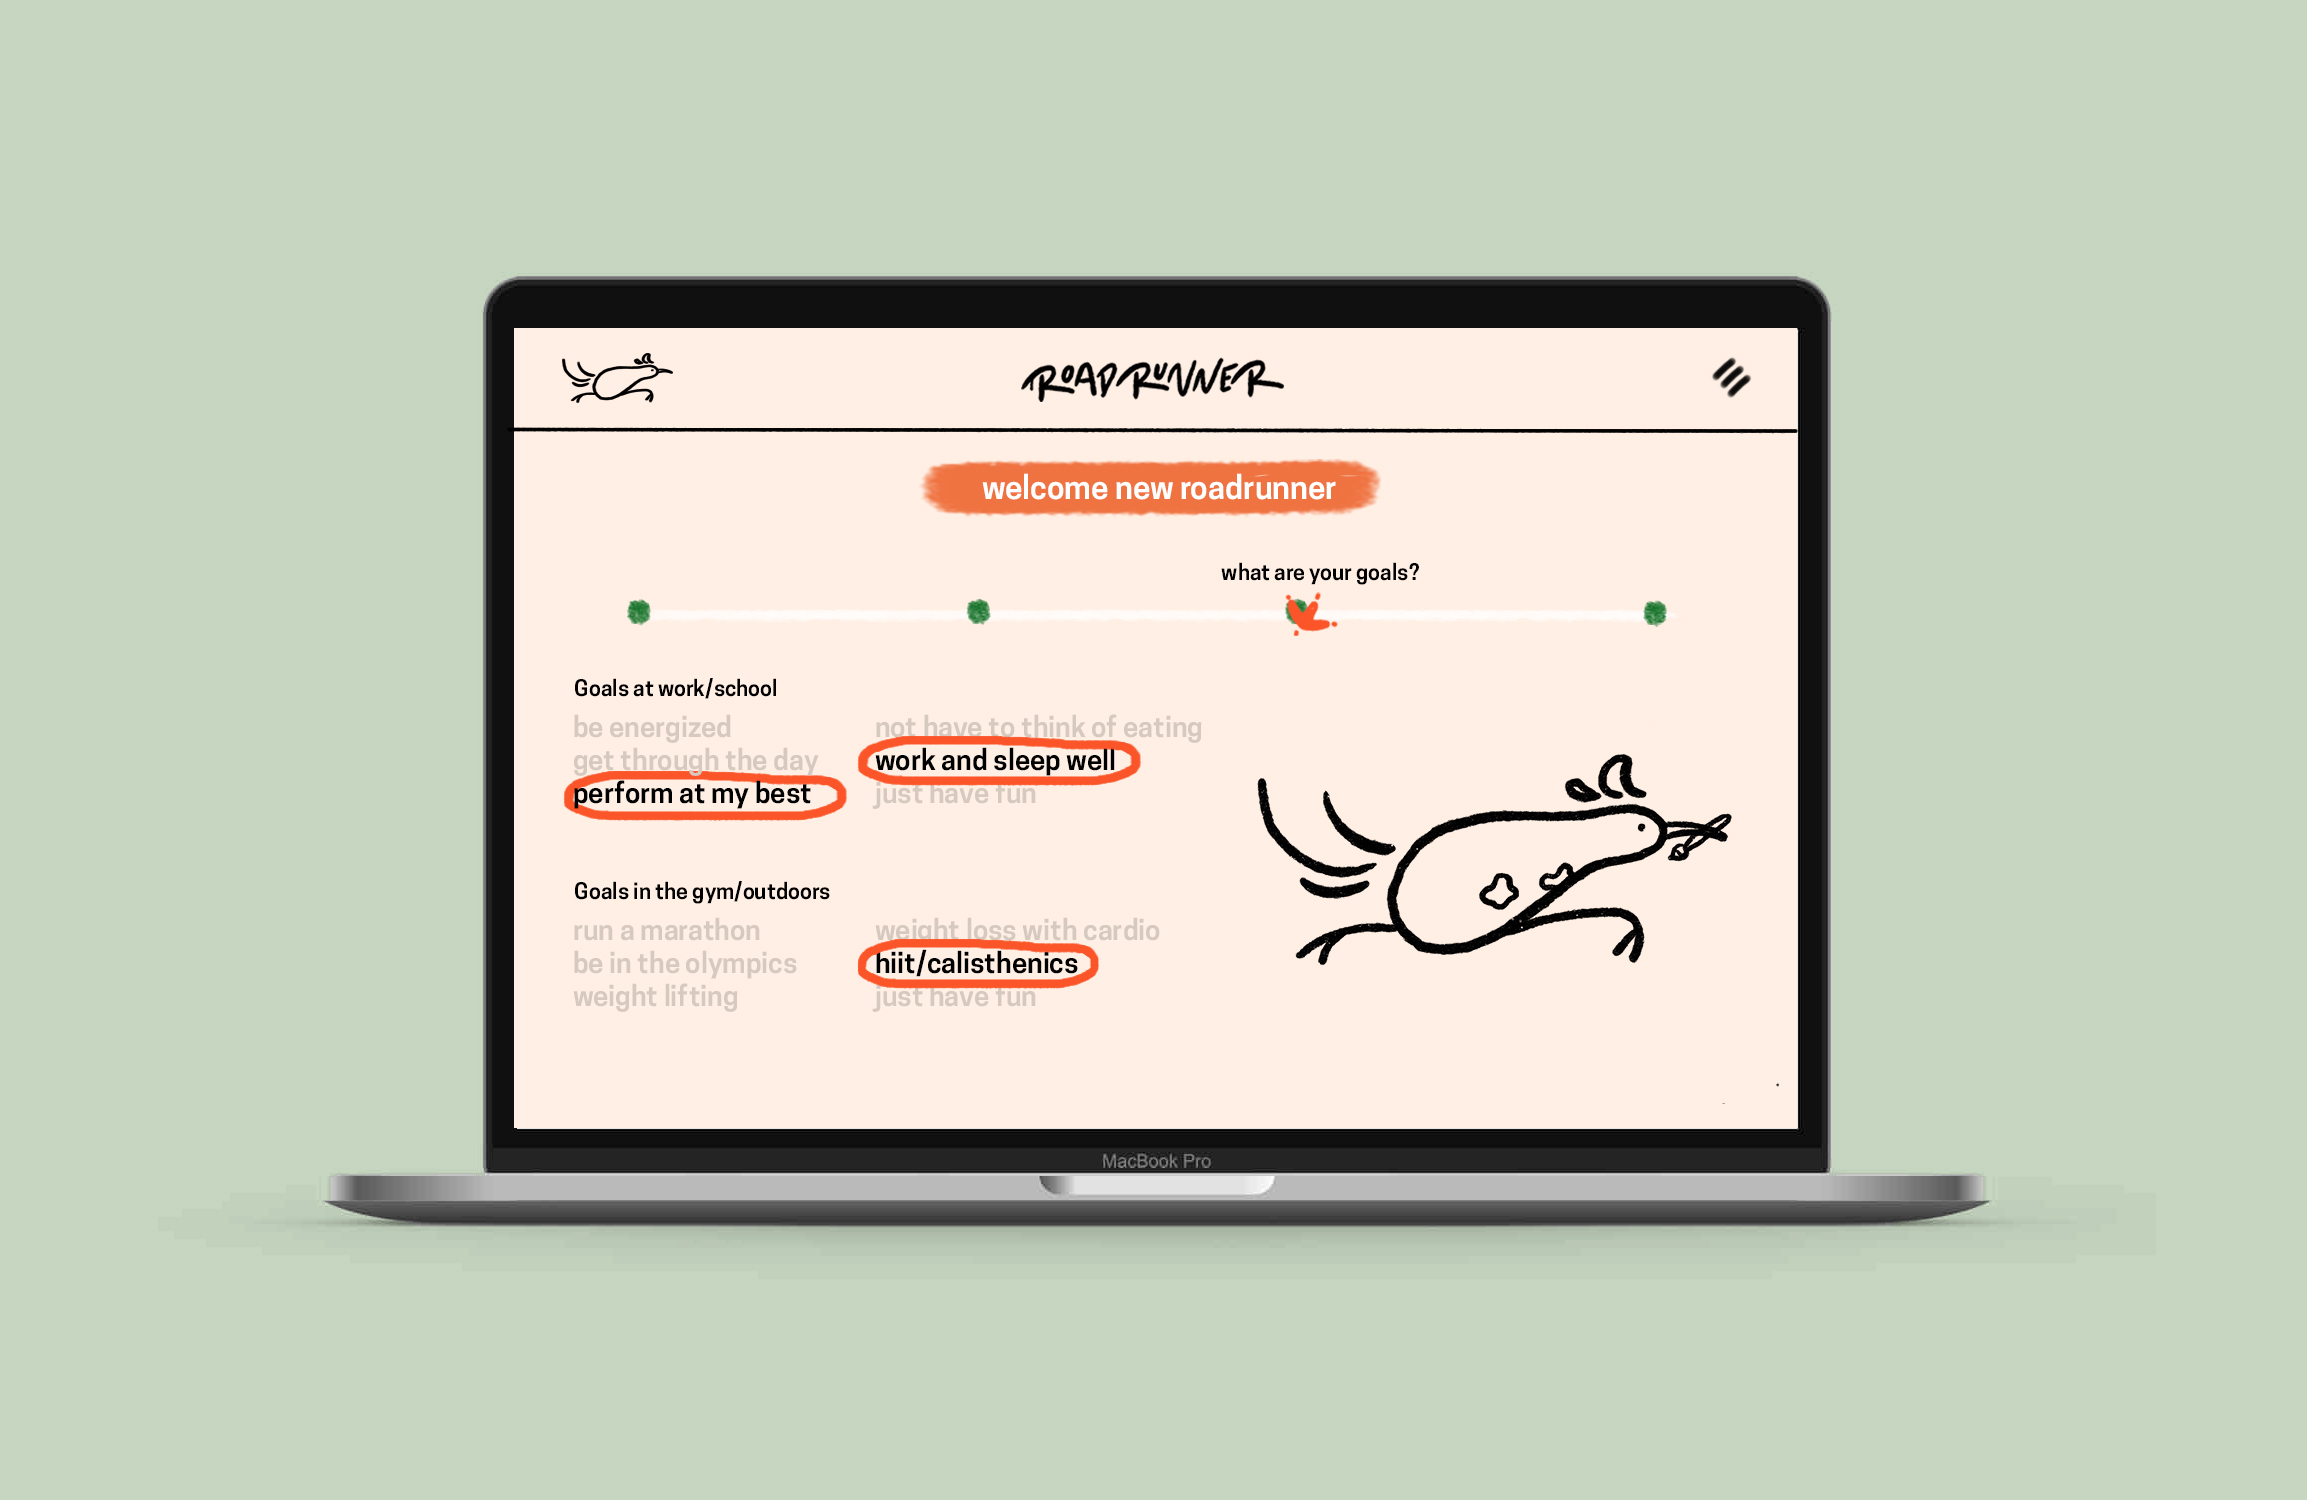 ROADRUNNER
welcome new roadrunner
what are your goals?
Goals at work/school
be energized
get through the day
perform at my best
not have to think of eating
work and sleep well
just have fun
Goals in the gym/outdoors
run a marathon
be in the olympics
weight lifting
weight loss with cardio
hiit/calisthenics
just have fun
MacBook Pro